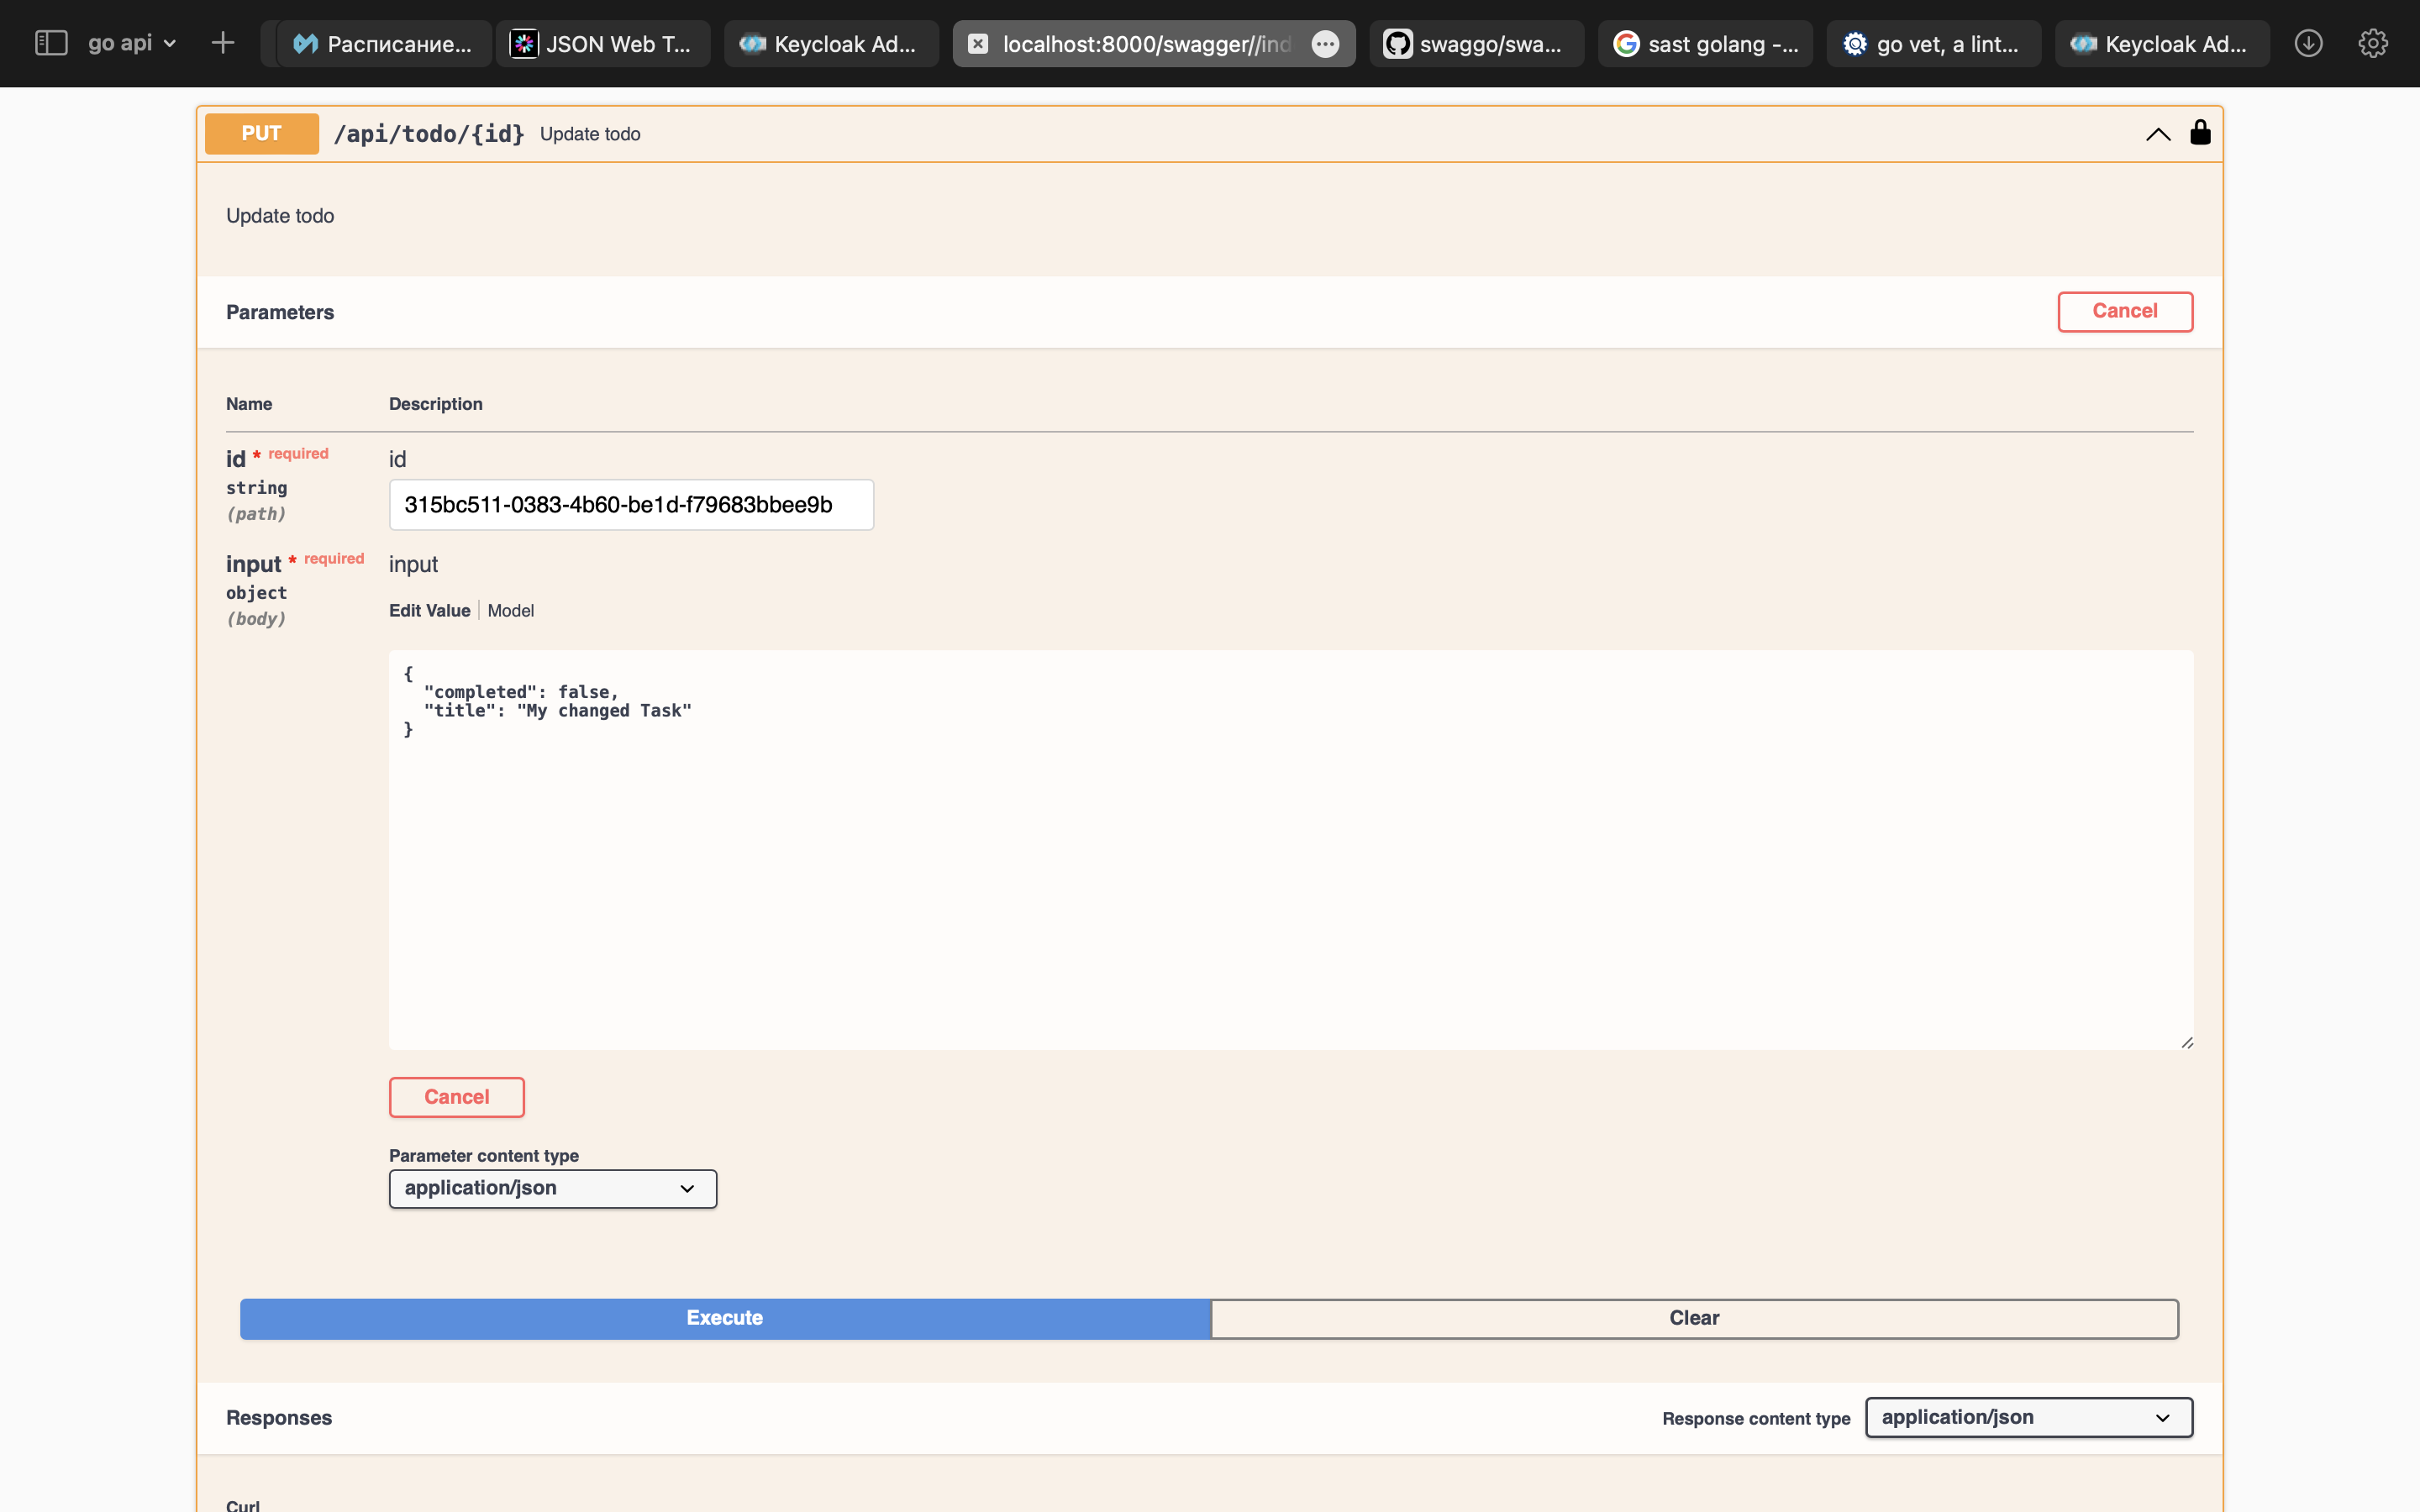 go api
Расписание...
JSON Web T...
Keycloak Ad...
localhost:8000/swagger//ind
swaggo/swa...
sast golang -...
go vet, a lint...
Keycloak Ad...
PUT /api/todo/{id} Update todo
Update todo
Parameters
Cancel
Name Description
id * required
string
(path)
id
315bc511-0383-4b60-be1d-f79683bbee9b
input * required
object
(body)
input
Edit Value Model
{
"completed": false,
"title": "My changed Task"
}
Cancel
Parameter content type
application/json
Execute Clear
Responses
Response content type application/json
Curl